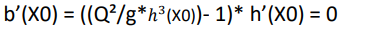 b’(X0) = ((Q²/g*h³(X0))- 1)* h’(X0) = 0